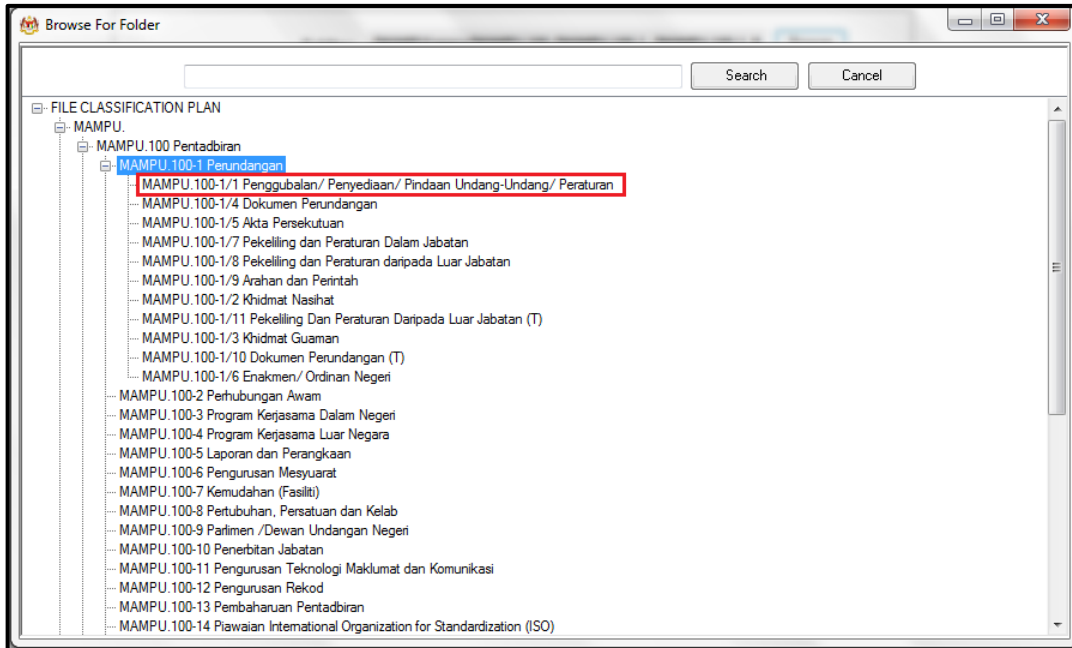 Browse For Folder
Search
Cancel
FILE CLASSIFICATION PLAN
MAMPU.
MAMPU.100 Pentadbiran
MAMPU.100-1 Perundangan
MAMPU.100-1/1 Penggubalan/ Penyediaan/ Pindaan Undang-Undang/ Peraturan
MAMPU.100-1/4 Dokumen Perundangan
MAMPU.100-1/5 Akta Persekutuan
MAMPU.100-1/7 Pekeliling dan Peraturan Dalam Jabatan
MAMPU.100-1/8 Pekeliling dan Peraturan daripada Luar Jabatan
MAMPU.100-1/9 Arahan dan Perintah
MAMPU.100-1/2 Khidmat Nasihat
MAMPU.100-1/11 Pekeliling Dan Peraturan Daripada Luar Jabatan (T)
MAMPU.100-1/3 Khidmat Guaman
MAMPU.100-1/10 Dokumen Perundangan (T)
MAMPU.100-1/6 Enakmen/ Ordinan Negeri
MAMPU.100-2 Perhubungan Awam
MAMPU.100-3 Program Kerjasama Dalam Negeri
MAMPU.100-4 Program Kerjasama Luar Negara
MAMPU.100-5 Laporan dan Perangkaan
MAMPU.100-6 Pengurusan Mesyuarat
MAMPU.100-7 Kemudahan (Fasiliti)
MAMPU.100-8 Pertubuhan, Persatuan dan Kelab
MAMPU.100-9 Parlimen /Dewan Undangan Negeri
MAMPU.100-10 Penerbitan Jabatan
MAMPU.100-11 Pengurusan Teknologi Maklumat dan Komunikasi
MAMPU.100-12 Pengurusan Rekod
MAMPU.100-13 Pembaharuan Pentadbiran
MAMPU.100-14 Piawaian International Organization for Standardization (ISO)